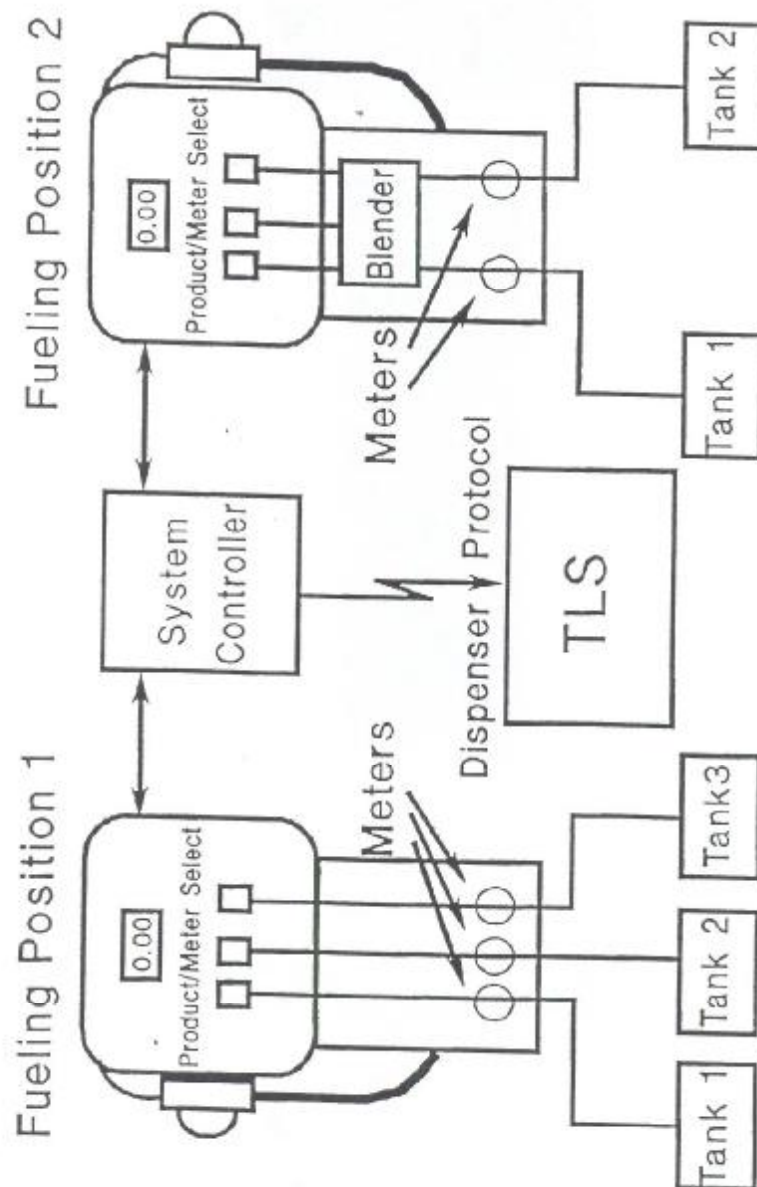 Fueling Position 1
0.00
Product/Meter Select
Meters
Tank 1
Tank 2
Tank3
System
Controller
Dispenser Protocol
TLS
Fueling Position 2
0.00
Product/Meter Select
Blender
Meters
Tank 1
Tank 2